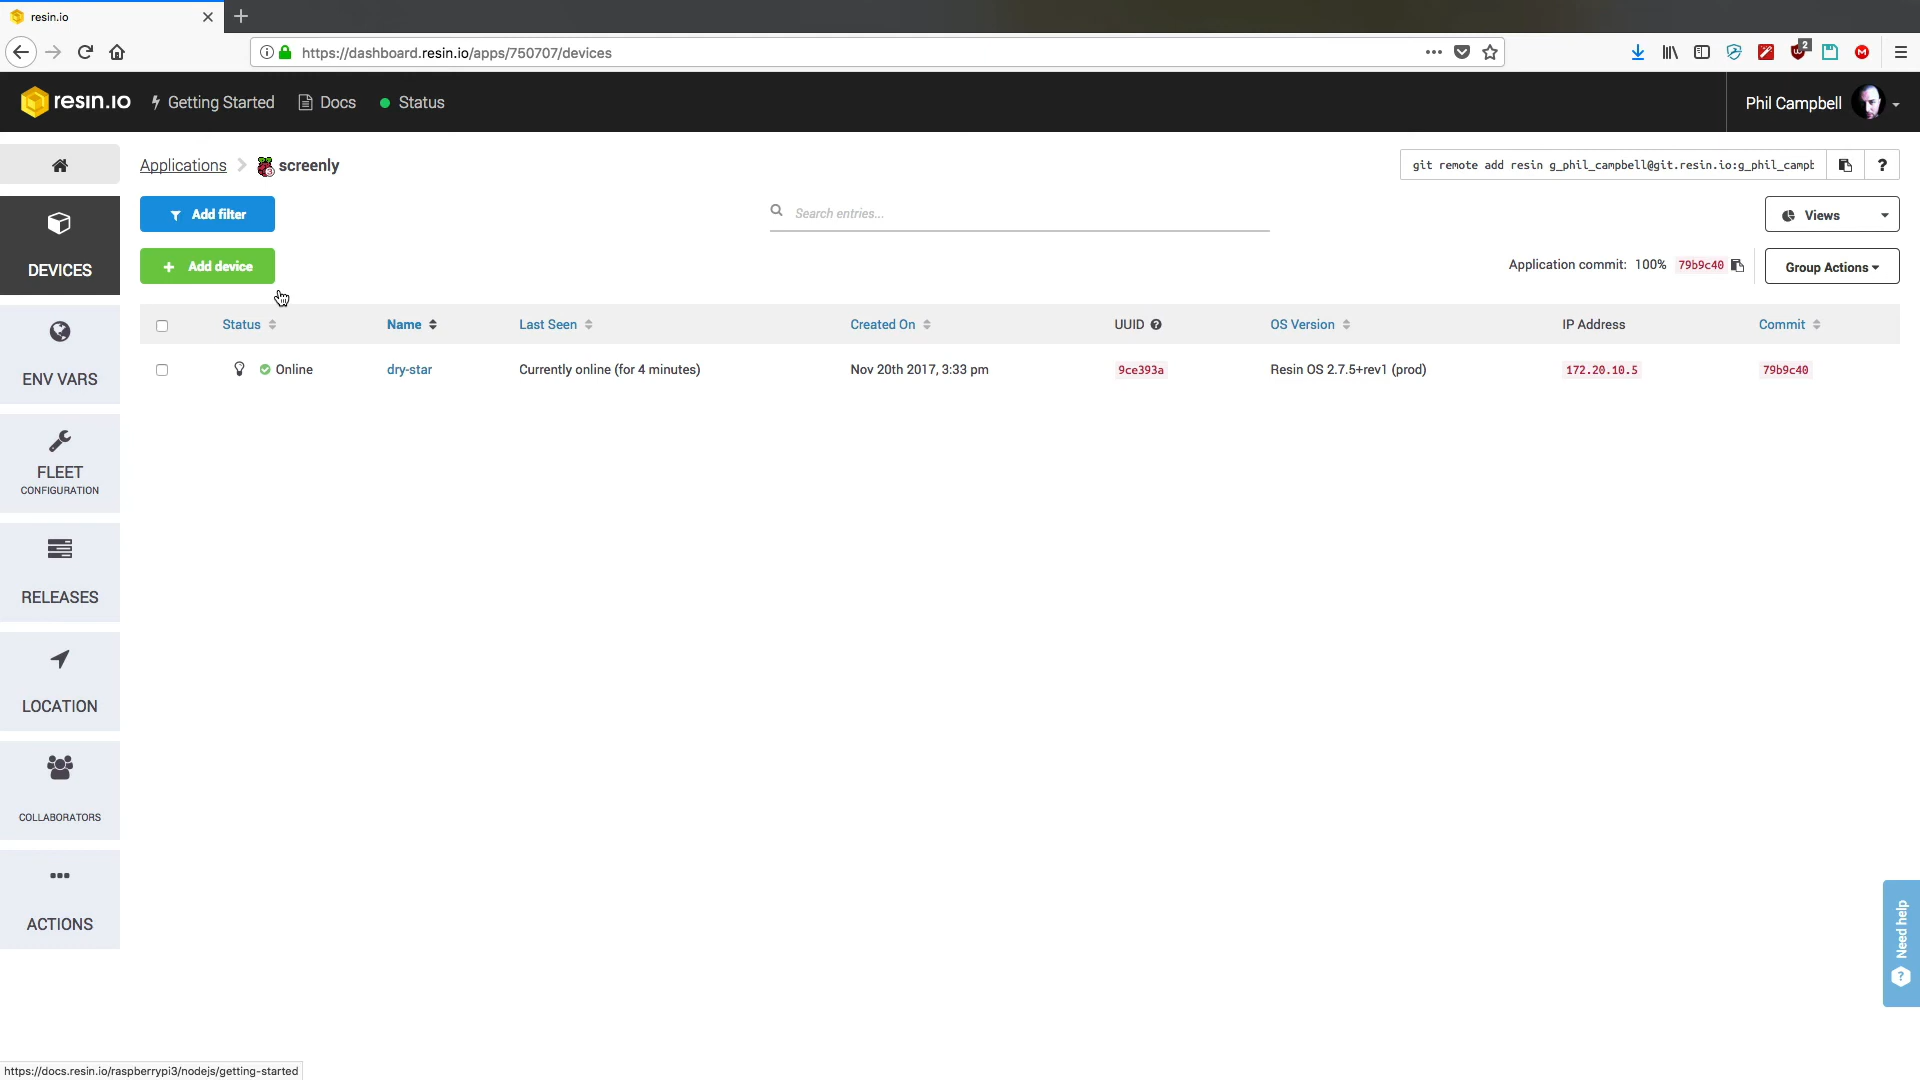 resin.io
https://dashboard.resin.io/apps/750707/devices
2
resin.io Getting Started Docs Status
Phil Campbell
Applications screenly
git remote add resin g_phil_campbell@git.resin.io:g_phil_campb
?
Add filter
Search entries...
Views
Add device
Application commit: 100% 79b9c40
Group Actions
Status Name Last Seen Created On UUID OS Version IP Address Commit
Online dry-star Currently online (for 4 minutes) Nov 20th 2017, 3:33 pm 9ce393a Resin OS 2.7.5+rev1 (prod) 172.20.10.5 79b9c40
DEVICES
ENV VARS
FLEET
CONFIGURATION
RELEASES
LOCATION
COLLABORATORS
ACTIONS
Need help
https://docs.resin.io/raspberrypi3/nodejs/getting-started